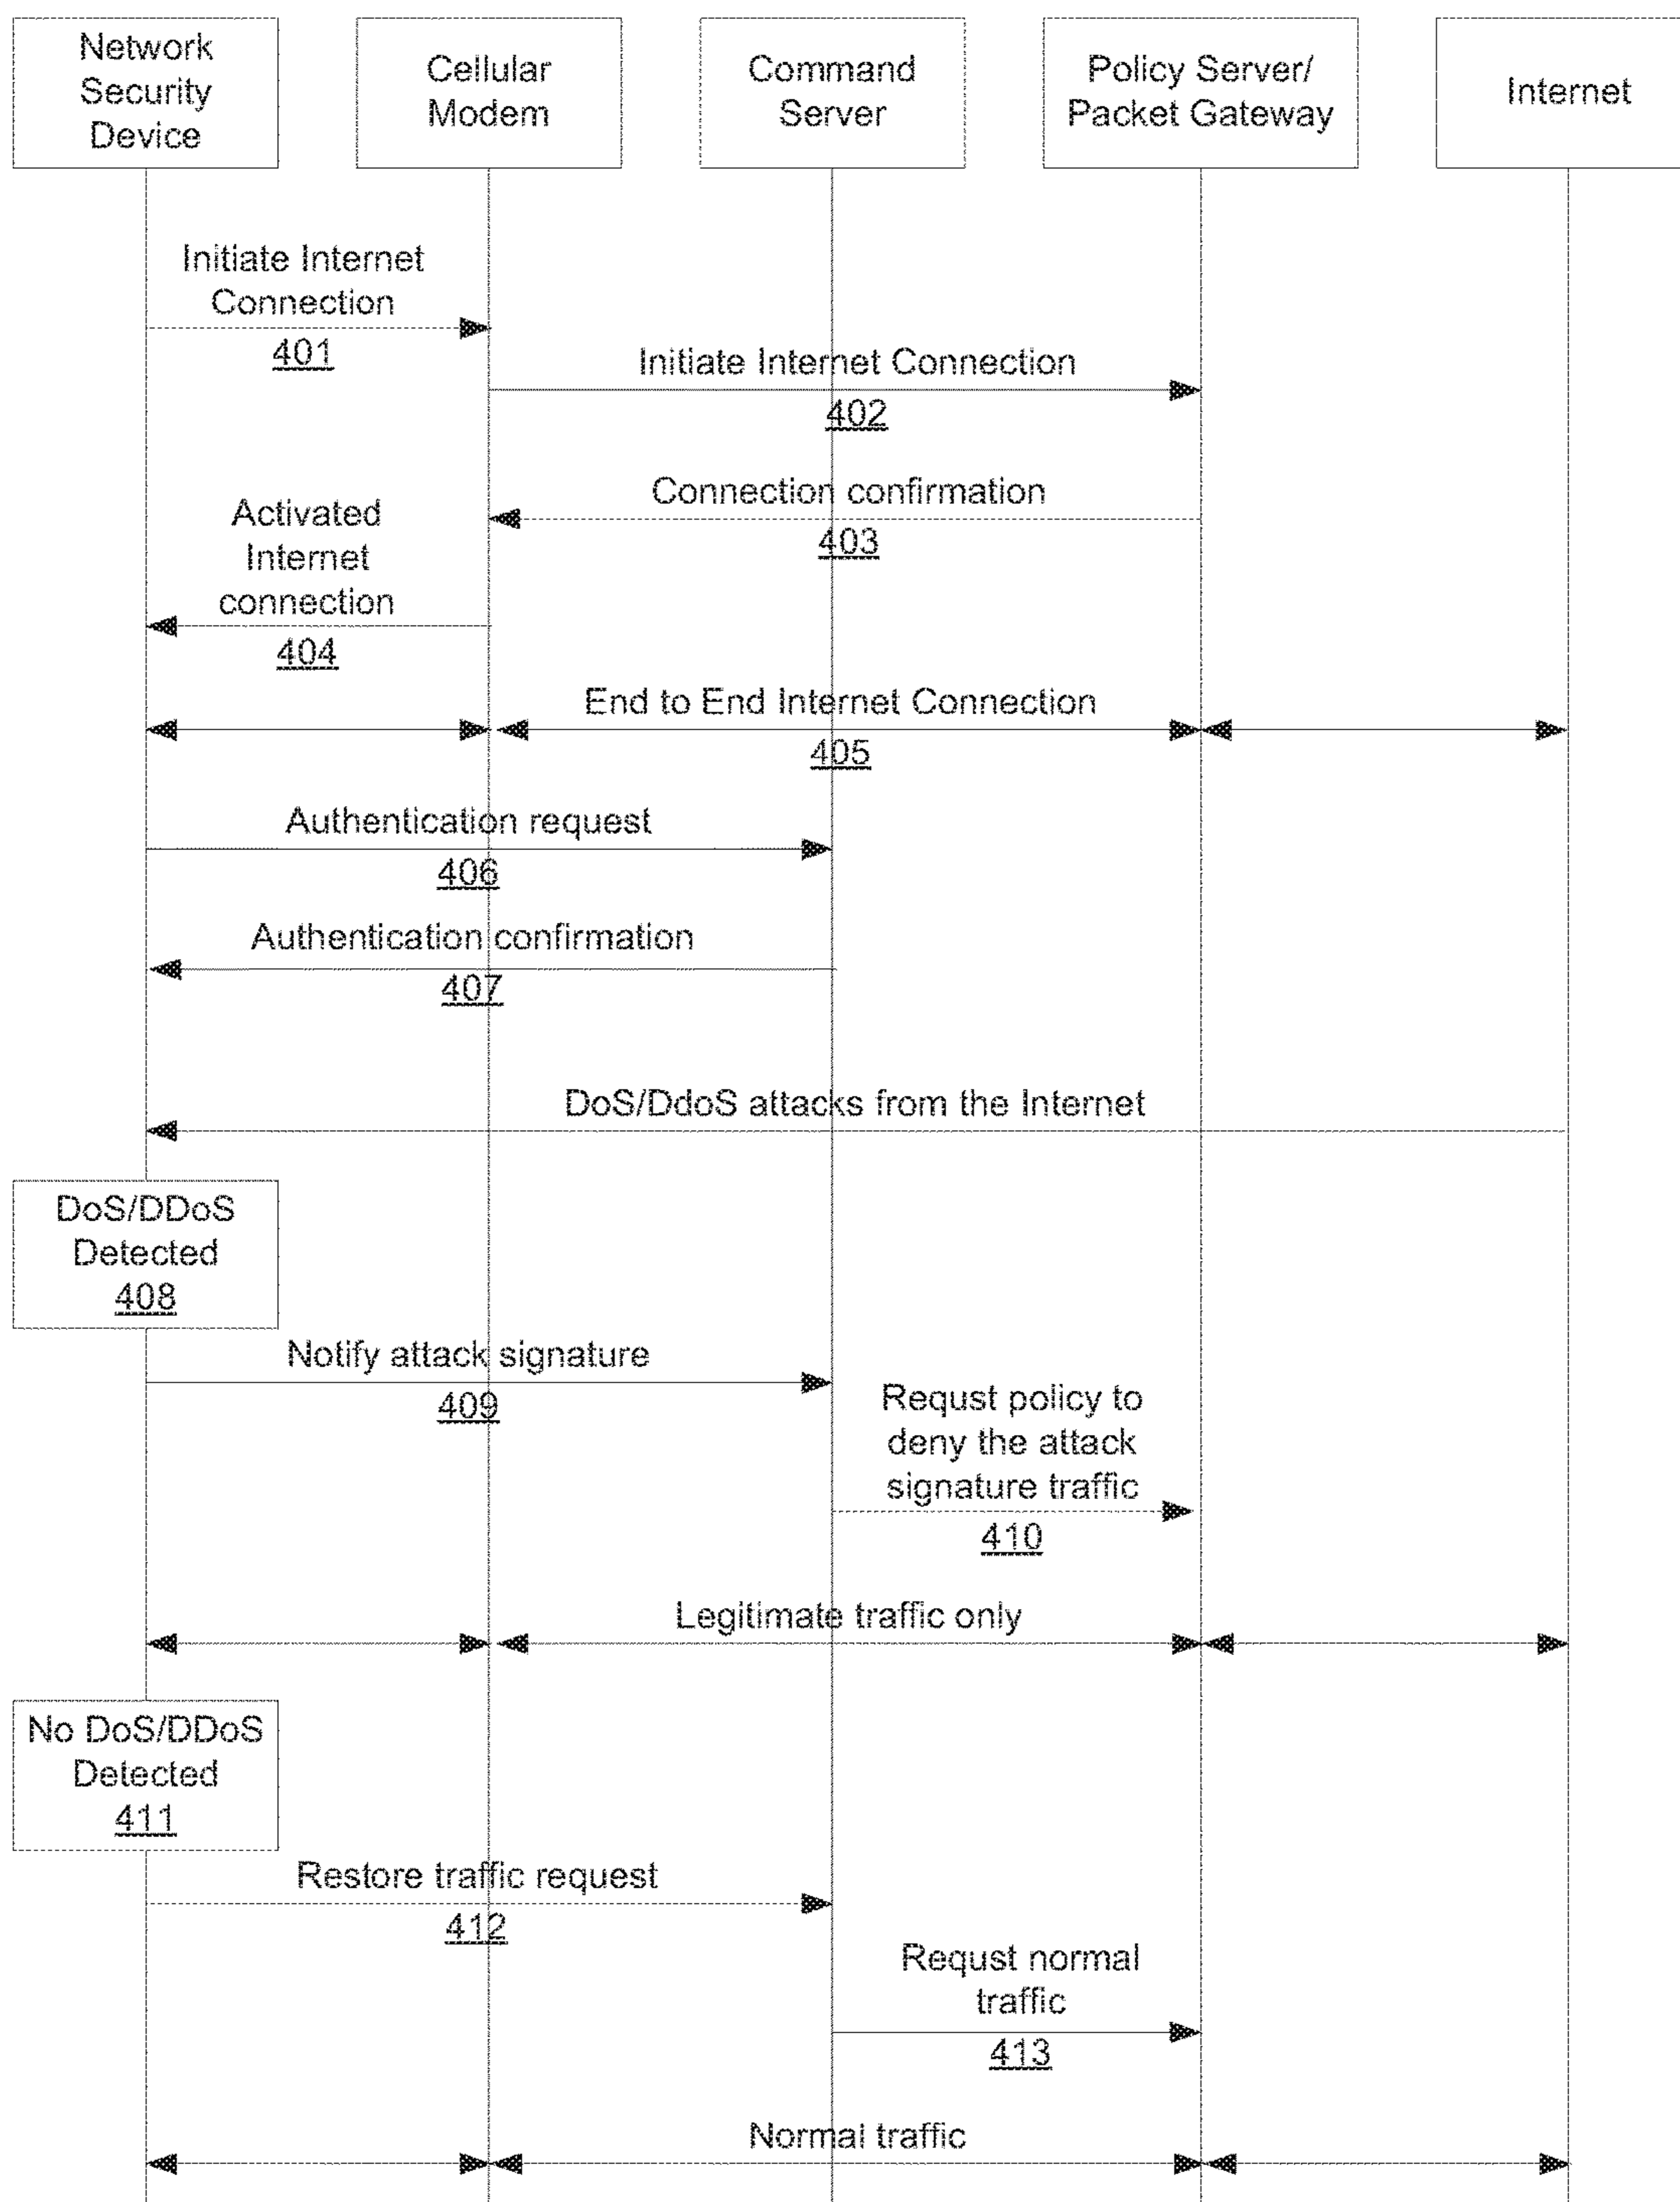 Network
Security
Device
Cellular
Modem
Command
Server
Policy Server/
Packet Gateway
Internet
Initiate Internet
Connection
401
Initiate Internet Connection
402
Connection confirmation
403
Activated
Internet
connection
404
End to End Internet Connection
405
Authentication request
406
Authentication confirmation
407
DoS/DdoS attacks from the Internet
DoS/DDoS
Detected
408
Notify attack signature
409
Requst policy to
deny the attack
signature traffic
410
Legitimate traffic only
No DoS/DDoS
Detected
411
Restore traffic request
412
Requst normal
traffic
413
Normal traffic